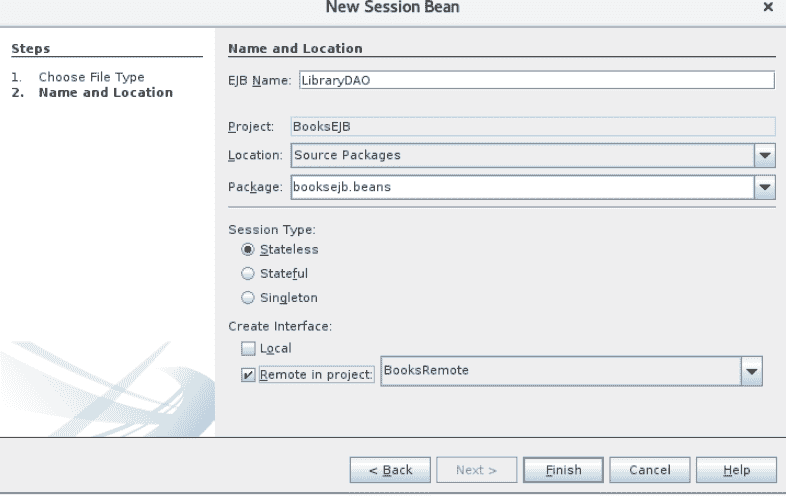 New Session Bean
Steps
1. Choose File Type
2. Name and Location
Name and Location
EJB Name: LibraryDAO
Project: BooksEJB
Location: Source Packages
Package: booksejb.beans
Session Type:
Stateless
Stateful
Singleton
Create Interface:
Local
Remote in project: BooksRemote
< Back Next > Finish Cancel Help